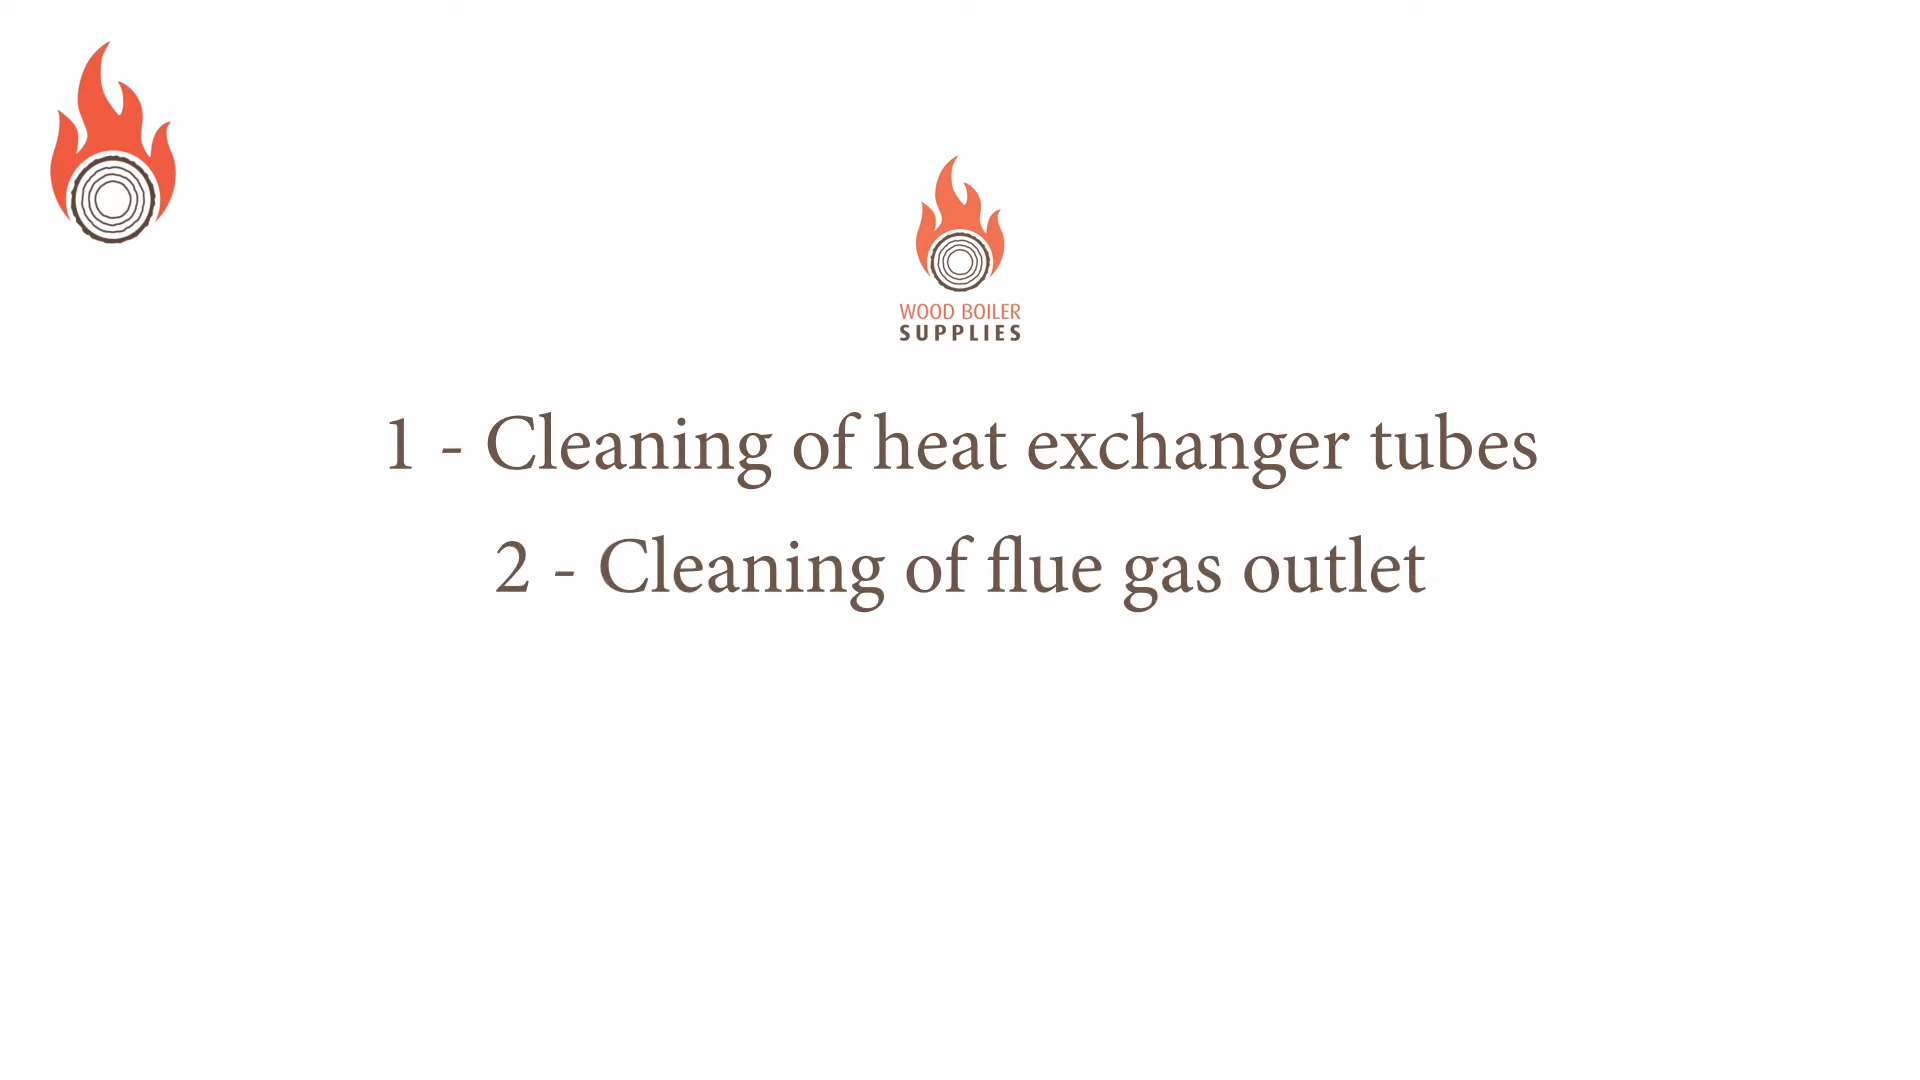 WOOD BOILER
SUPPLIES
1 - Cleaning of heat exchanger tubes
2 - Cleaning of flue gas outlet